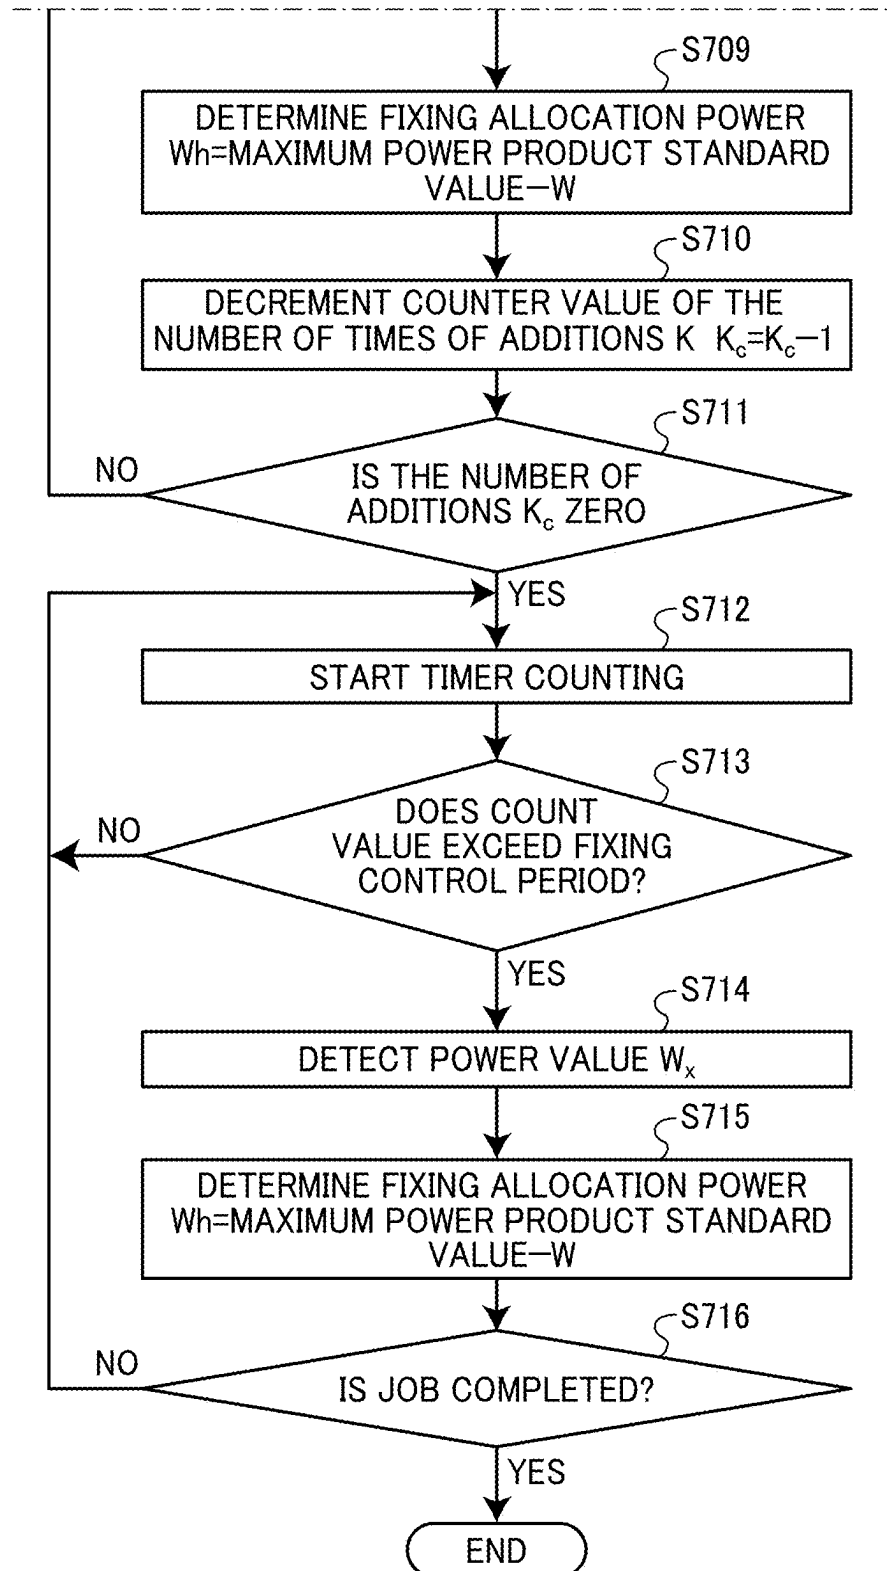 S709
DETERMINE FIXING ALLOCATION POWER
Wh=MAXIMUM POWER PRODUCT STANDARD
VALUE−W
S710
DECREMENT COUNTER VALUE OF THE
NUMBER OF TIMES OF ADDITIONS K Kc=Kc−1
S711
NO
IS THE NUMBER OF
ADDITIONS Kc ZERO
YES
S712
START TIMER COUNTING
S713
NO
DOES COUNT
VALUE EXCEED FIXING
CONTROL PERIOD?
YES
S714
DETECT POWER VALUE Wx
S715
DETERMINE FIXING ALLOCATION POWER
Wh=MAXIMUM POWER PRODUCT STANDARD
VALUE−W
S716
NO
IS JOB COMPLETED?
YES
END